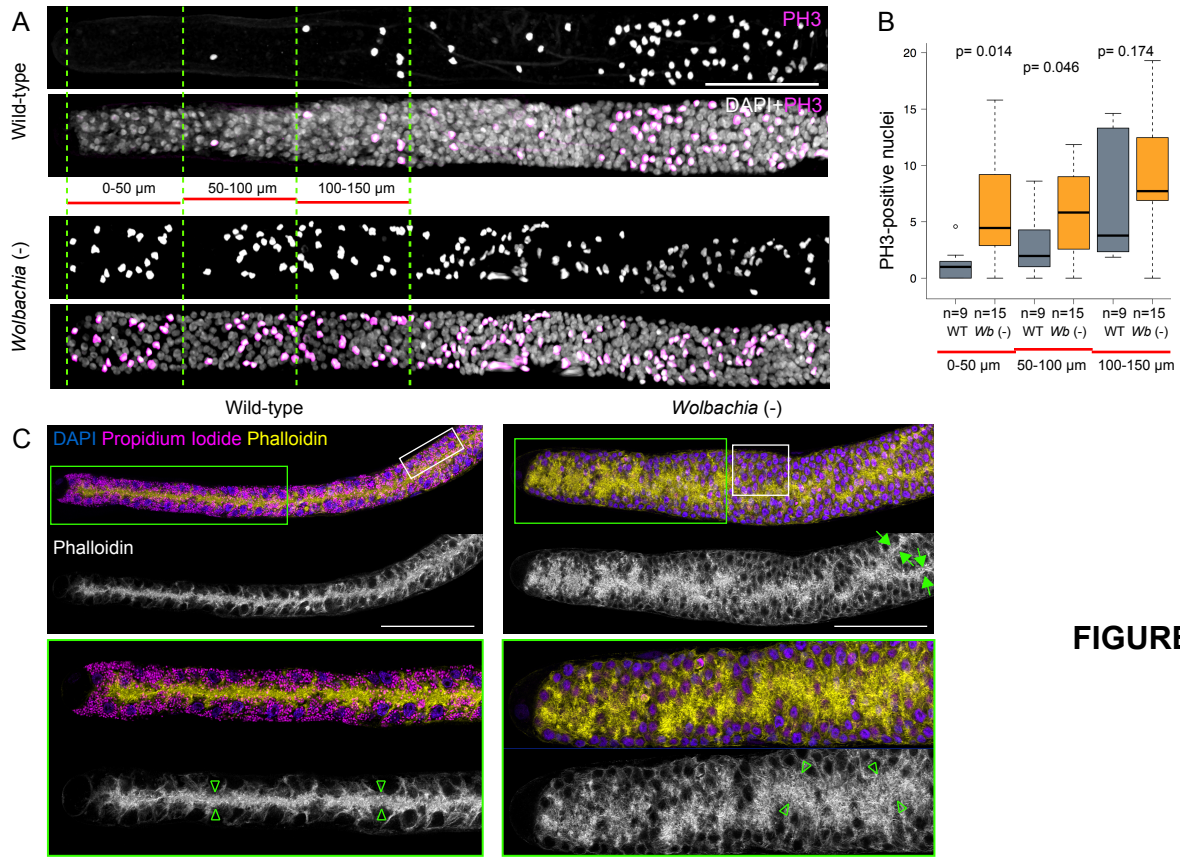 A
PH3
Wild-type
DAPI+PH3
0-50 µm
50-100 µm
100-150 µm
Wolbachia (-)
B
p= 0.014
p= 0.046
p= 0.174
PH3-positive nuclei
20
15
10
5
0
n=9 n=15 n=9 n=15 n=9 n=15
WT Wb (-) WT Wb (-) WT Wb (-)
0-50 µm 50-100 µm 100-150 µm
Wild-type
Wolbachia (-)
C
DAPI Propidium Iodide Phalloidin
Phalloidin